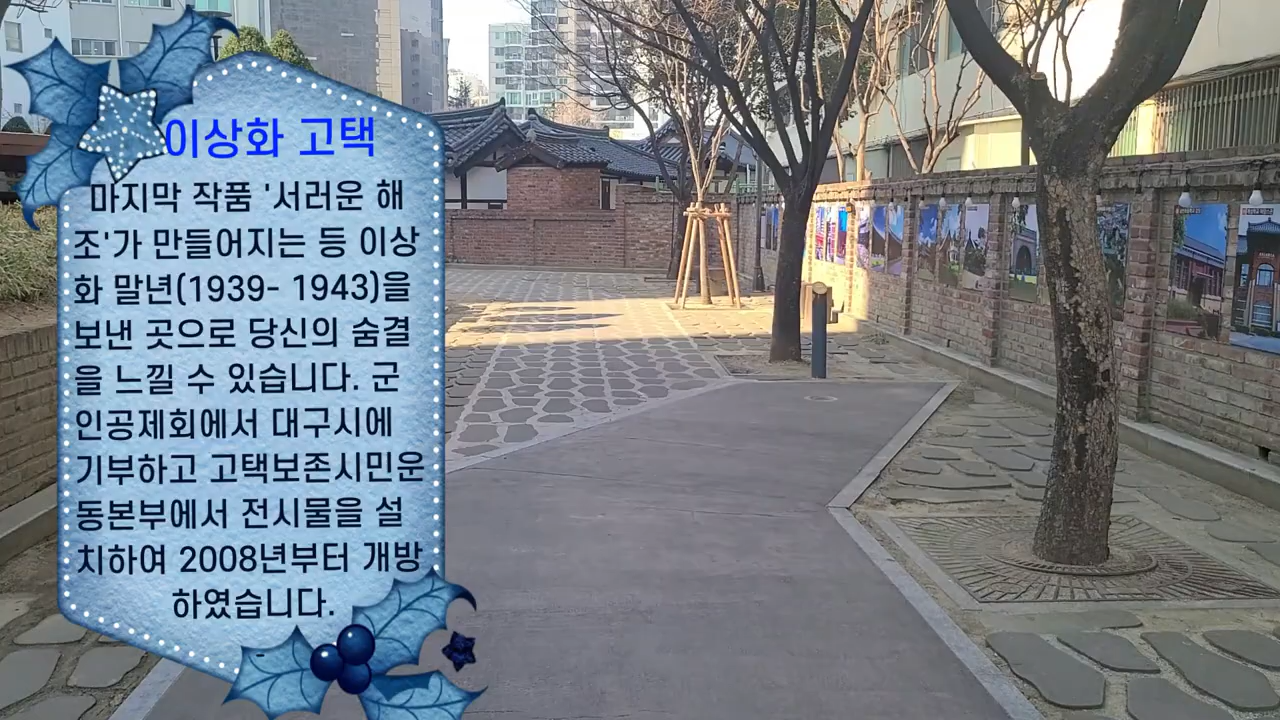 이상화 고택
마지막 작품 '서러운 해
조'가 만들어지는 등 이상
화 말년(1939- 1943)을
보낸 곳으로 당신의 숨결
을 느낄 수 있습니다. 군
인공제회에서 대구시에
기부하고 고택보존시민운
동본부에서 전시물을 설
치하여 2008년부터 개방
하였습니다.